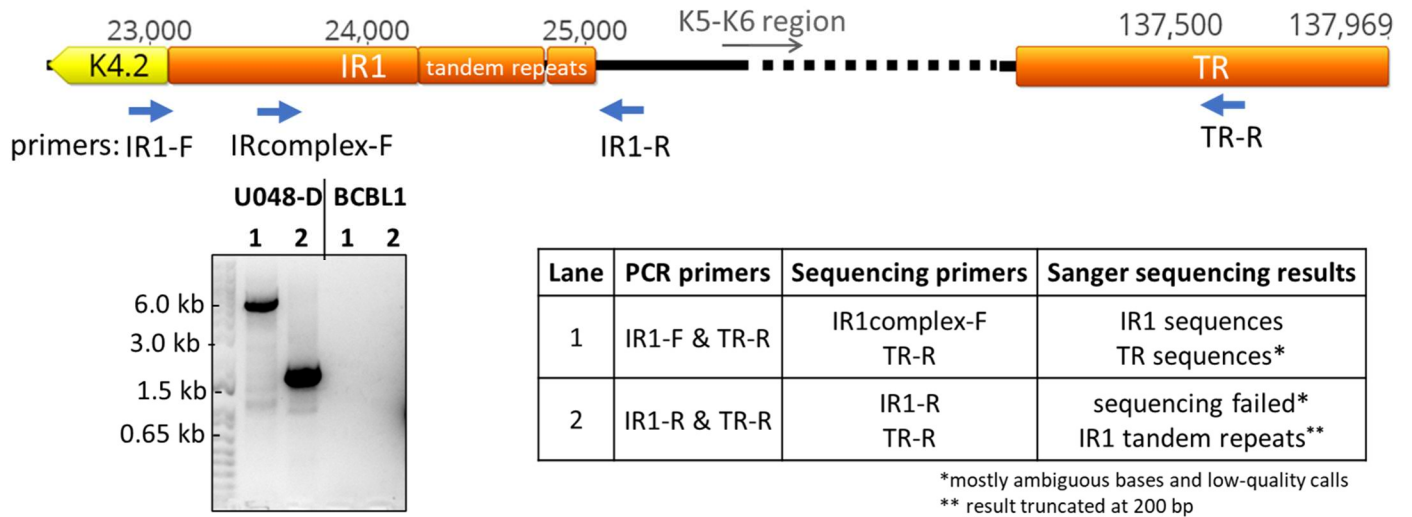 23,000 24,000 25,000 K5-K6 region 137,500 137,969
K4.2 IR1 tandem repeats TR
primers: IR1-F IRcomplex-F IR1-R TR-R
U048-D BCBL1
1 2 1 2
6.0 kb
3.0 kb
1.5 kb
0.65 kb
Lane PCR primers Sequencing primers Sanger sequencing results
1 IR1-F & TR-R IR1complex-F IR1 sequences
TR-R TR sequences*
2 IR1-R & TR-R IR1-R sequencing failed*
TR-R IR1 tandem repeats**
*mostly ambiguous bases and low-quality calls
** result truncated at 200 bp